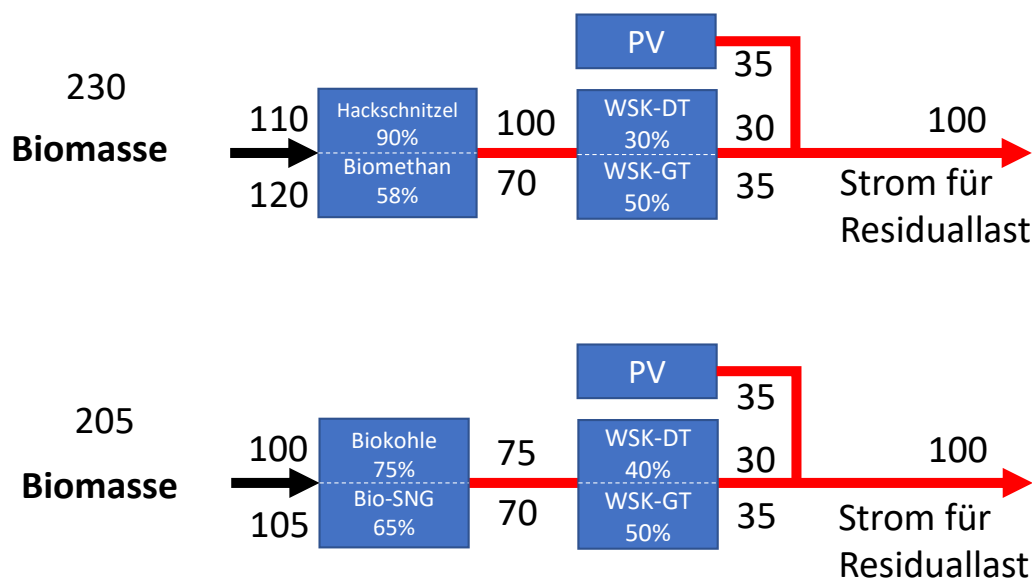 PV
35
230
Biomasse
110
120
Hackschnitzel
90%
Biomethan
58%
100
70
WSK-DT
30%
WSK-GT
50%
30
35
100
Strom für
Residuallast
PV
35
205
Biomasse
100
105
Biokohle
75%
Bio-SNG
65%
75
70
WSK-DT
40%
WSK-GT
50%
30
35
100
Strom für
Residuallast